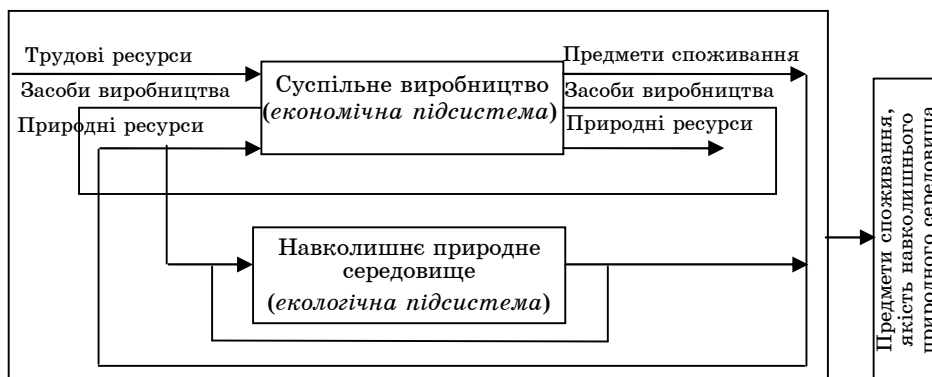 Трудові ресурси
Засоби виробництва
Природні ресурси
Суспільне виробництво
(економічна підсистема)
Предмети споживання
Засоби виробництва
Природні ресурси
Навколишнє природне
середовище
(екологічна підсистема)
Предмети споживання,
якість навколишнього
природного середовища